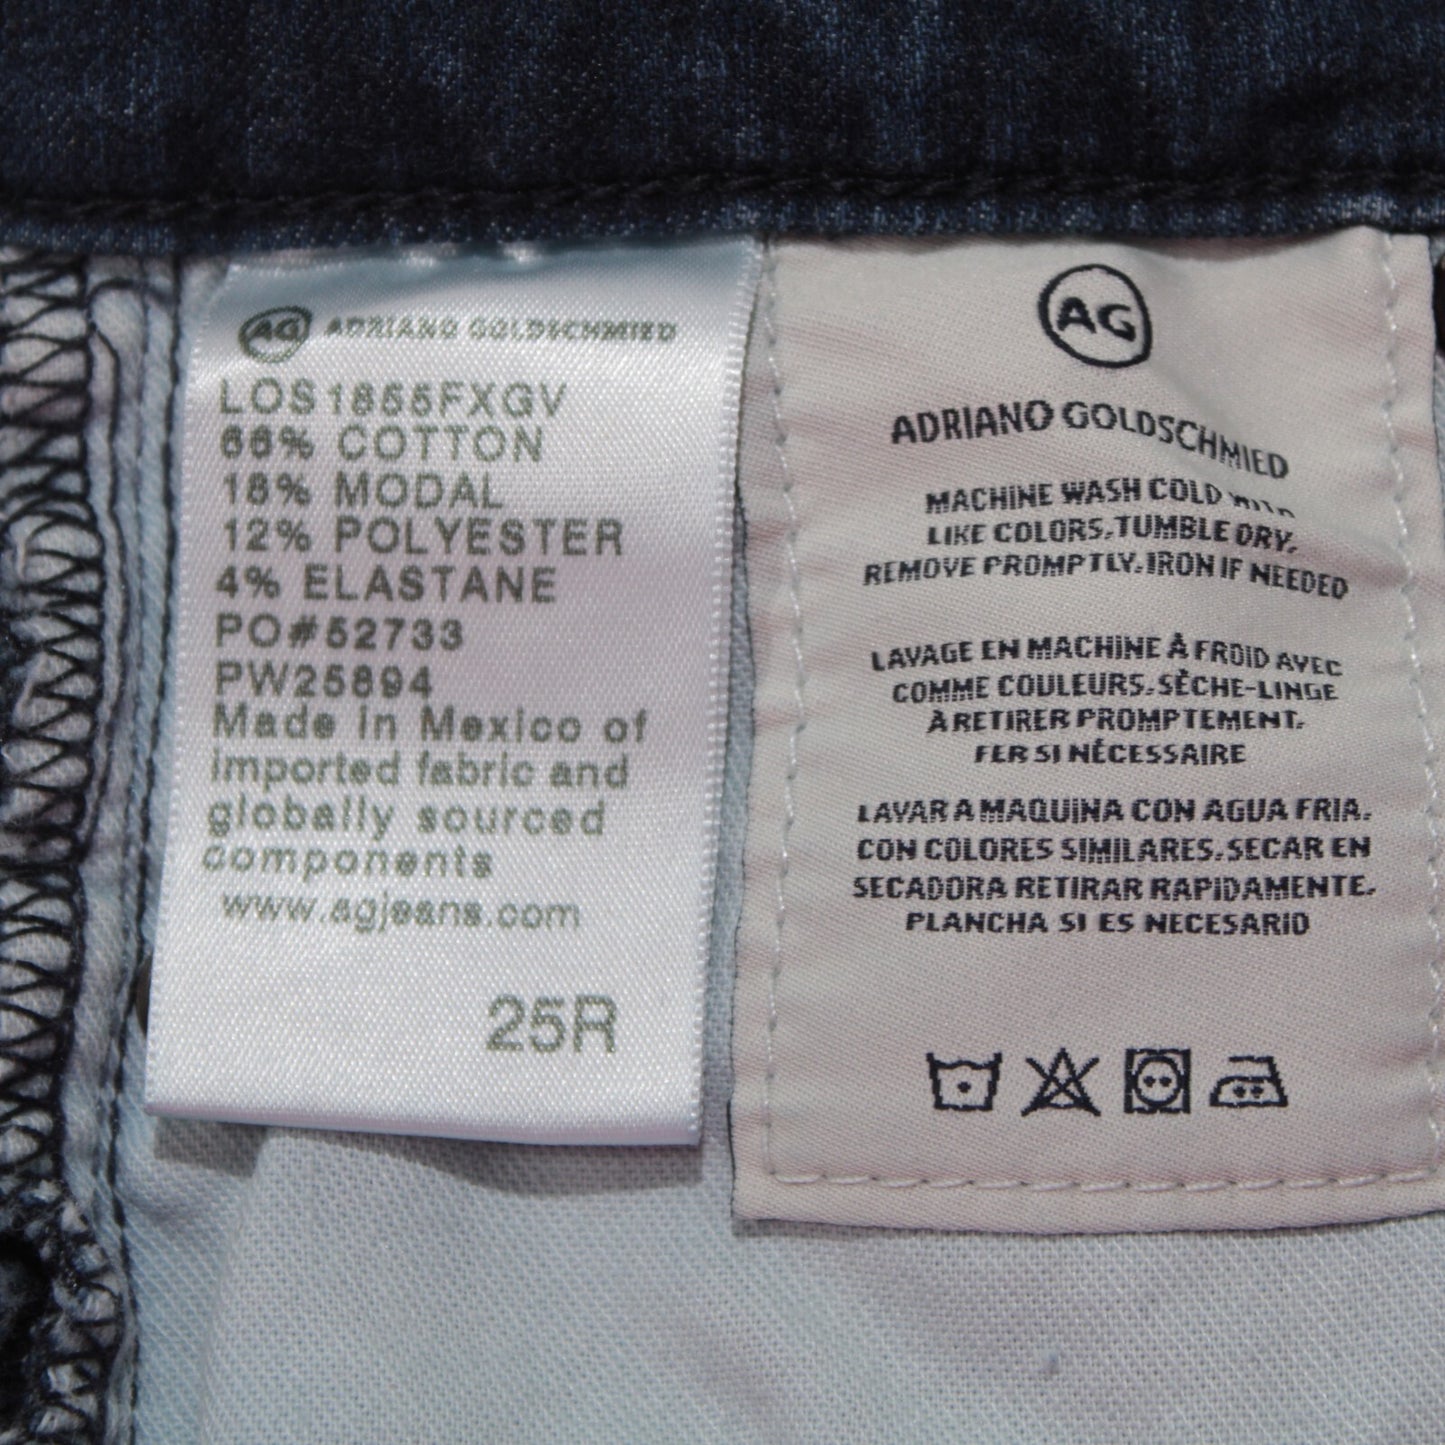 AG ADRIANO GOLDSCHMIED
LOS1855FXGV
66% COTTON
18% MODAL
12% POLYESTER
4% ELASTANE
PO#52733
PW25894
Made in Mexico of
imported fabric and
globally sourced
components
www.agjeans.com
25R
AG
ADRIANO GOLDSCHMIED
MACHINE WASH COLD WITH
LIKE COLORS, TUMBLE DRY,
REMOVE PROMPTLY, IRON IF NEEDED
LAVAGE EN MACHINE À FROID AVEC
COMME COULEURS, SÈCHE-LINGE
À RETIRER PROMPTEMENT,
FER SI NÉCESSAIRE
LAVAR A MAQUINA CON AGUA FRIA,
CON COLORES SIMILARES, SECAR EN
SECADORA RETIRAR RAPIDAMENTE,
PLANCHA SI ES NECESARIO